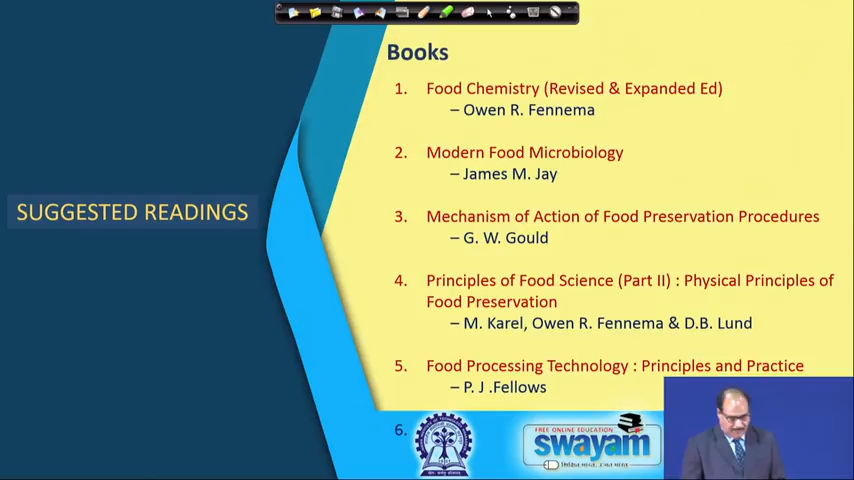 Books
SUGGESTED READINGS
1. Food Chemistry (Revised & Expanded Ed)
– Owen R. Fennema
2. Modern Food Microbiology
– James M. Jay
3. Mechanism of Action of Food Preservation Procedures
– G. W. Gould
4. Principles of Food Science (Part II) : Physical Principles of
Food Preservation
– M. Karel, Owen R. Fennema & D.B. Lund
5. Food Processing Technology : Principles and Practice
– P. J .Fellows
6.
FREE ONLINE EDUCATION
swayam